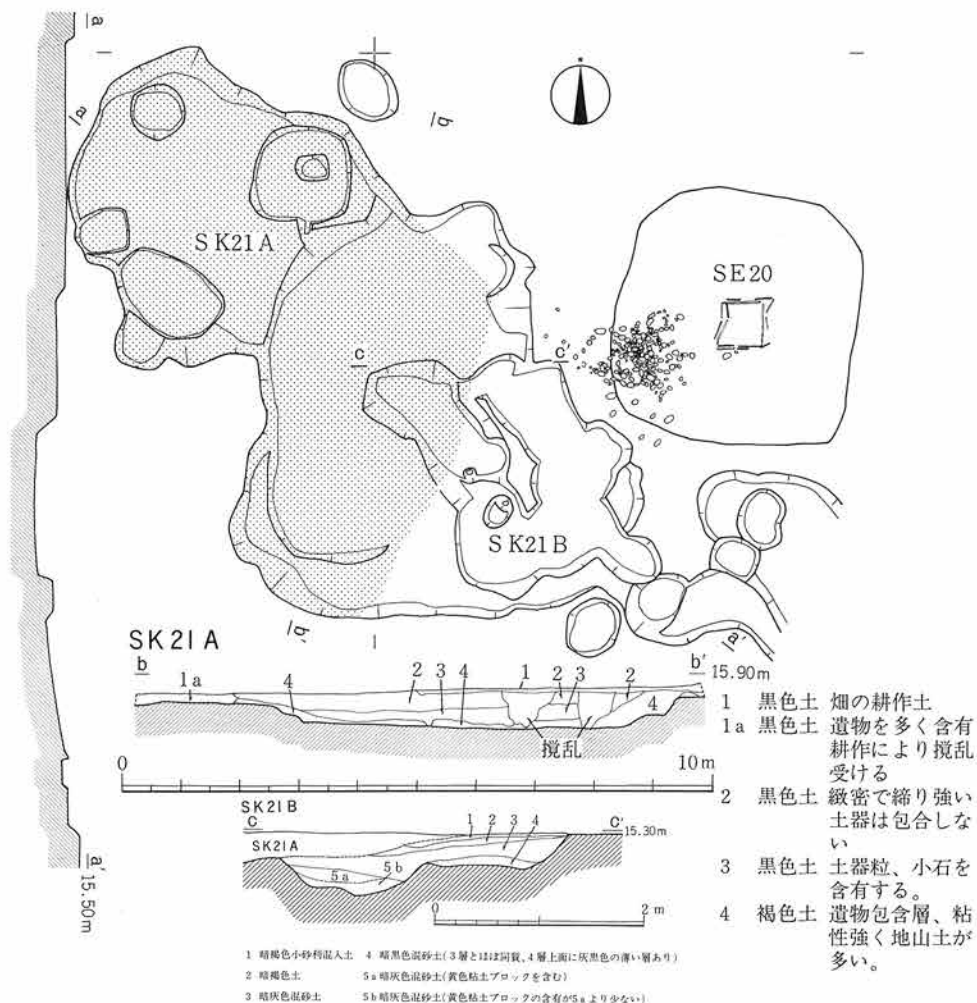 a
a
b
SK21A
SE20
c
c'
SK21B
b'
a'
SK21A
b
1a
4
2
3
4
1
2
3
2
4
b'
15.90m
攪乱
0
10m
SK21B
c
c'
15.30m
SK21A
1
2
3
4
5a
5b
0
2 m
a'
15.50m
1 黒色土 畑の耕作土
1a 黒色土 遺物を多く含有
耕作により攪乱
受ける
2 黒色土 緻密で締り強い
土器は包合しな
い
3 黒色土 土器粒、小石を
含有する。
4 褐色土 遺物包含層、粘
性強く地山土が
多い。
1 暗褐色小砂利混入土
2 暗褐色土
3 暗灰色混砂土
4 暗黒色混砂土(3層とほぼ同質、4層上面に灰黒色の薄い層あり)
5a 暗灰色混砂土(黄色粘土ブロックを含む)
5b 暗灰色混砂土(黄色粘土ブロックの含有が5aより少ない)